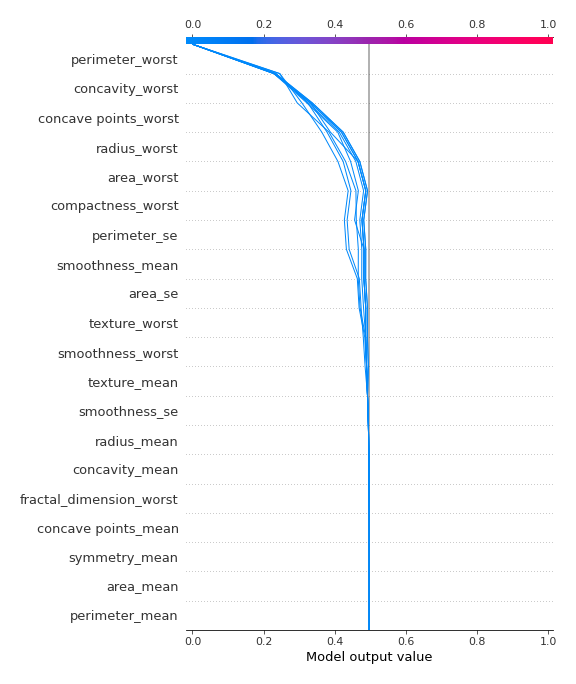 0.0 0.2 0.4 0.6 0.8 1.0
perimeter_worst
concavity_worst
concave points_worst
radius_worst
area_worst
compactness_worst
perimeter_se
smoothness_mean
area_se
texture_worst
smoothness_worst
texture_mean
smoothness_se
radius_mean
concavity_mean
fractal_dimension_worst
concave points_mean
symmetry_mean
area_mean
perimeter_mean
0.0 0.2 0.4 0.6 0.8 1.0
Model output value